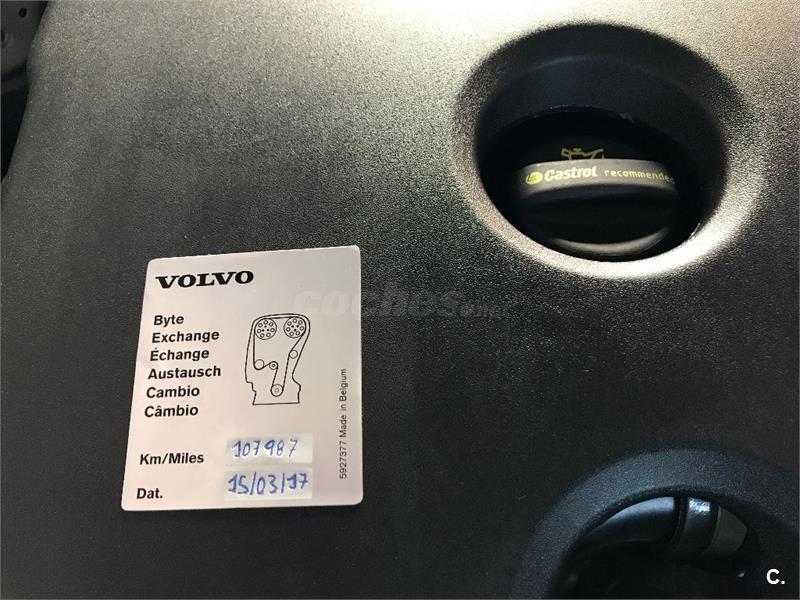 Castrol recommended
VOLVO
Byte
Exchange
Échange
Austausch
Cambio
Câmbio
Km/Miles 107987
Dat. 15/03/17
5927377 Made in Belgium
coches.net
C.